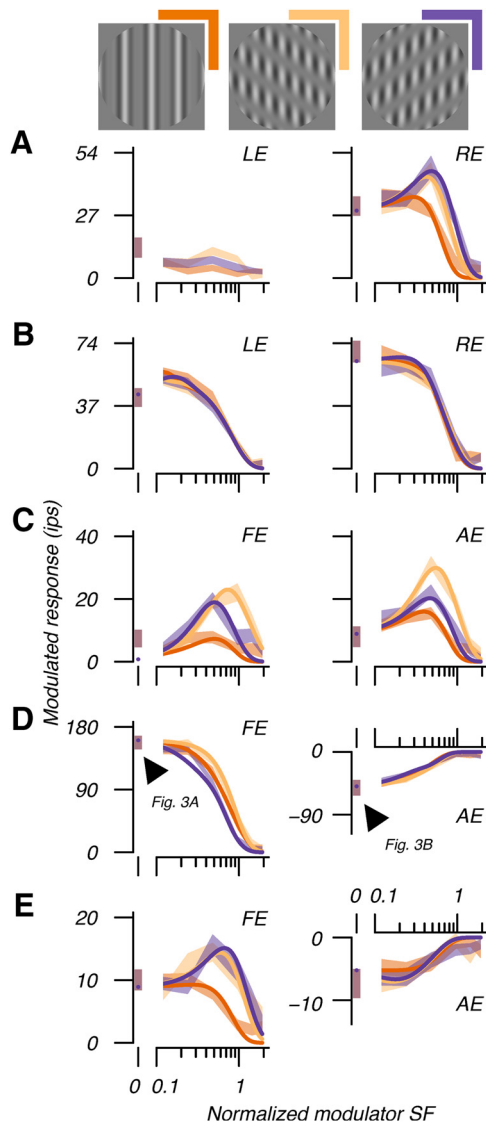 A
LE
RE
54
27
0
B
LE
RE
74
37
0
C
FE
AE
40
20
0
Modulated response (ips)
D
FE
180
90
0
Fig. 3A
0
−90
AE
Fig. 3B
E
FE
20
10
0
0 0.1 1
0
−10
AE
0 0.1 1
Normalized modulator SF